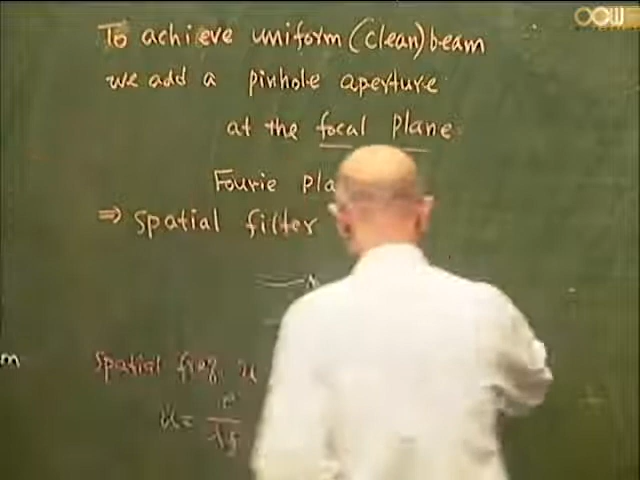 OCW
To achieve uniform (clean) beam
we add a pinhole aperture
at the focal plane
Fourie pla
⇒ spatial filter
m
spatial freq. u
u =